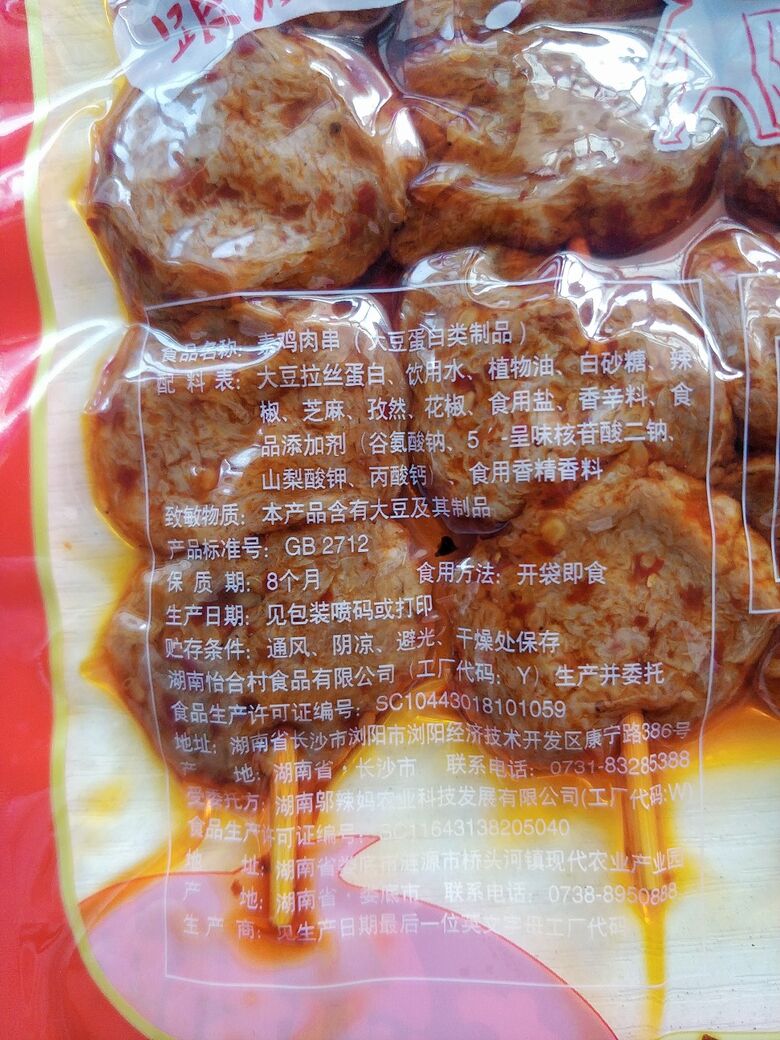 食品名称：素鸡肉串（大豆蛋白类制品）
配 料 表：大豆拉丝蛋白、饮用水、植物油、白砂糖、辣
椒、芝麻、孜然、花椒、食用盐、香辛料、食
品添加剂（谷氨酸钠、5 -呈味核苷酸二钠、
山梨酸钾、丙酸钙） 食用香精香料
致敏物质：本产品含有大豆及其制品
产品标准号：GB 2712
保 质 期：8个月 食用方法：开袋即食
生产日期：见包装喷码或打印
贮存条件：通风、阴凉、避光、干燥处保存
湖南怡合村食品有限公司（工厂代码：Y）生产并委托
食品生产许可证编号：SC10443018101059
地址：湖南省长沙市浏阳市浏阳经济技术开发区康宁路386号
产 地：湖南省·长沙市 联系电话：0731-83285388
受委托方：湖南邬辣妈农业科技发展有限公司(工厂代码:W)
食品生产许可证编号：SC11643138205040
地 址：湖南省娄底市涟源市桥头河镇现代农业产业园
产 地：湖南省·娄底市 联系电话：0738-8950888
生 产 商：见生产日期最后一位英文字母工厂代码